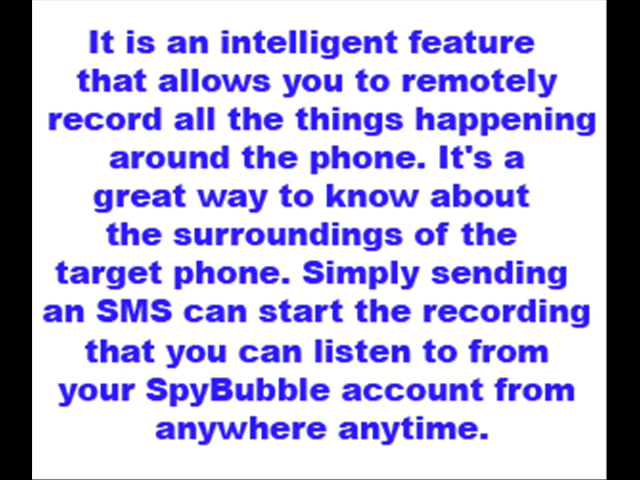 It is an intelligent feature
that allows you to remotely
record all the things happening
around the phone. It's a
great way to know about
the surroundings of the
target phone. Simply sending
an SMS can start the recording
that you can listen to from
your SpyBubble account from
anywhere anytime.